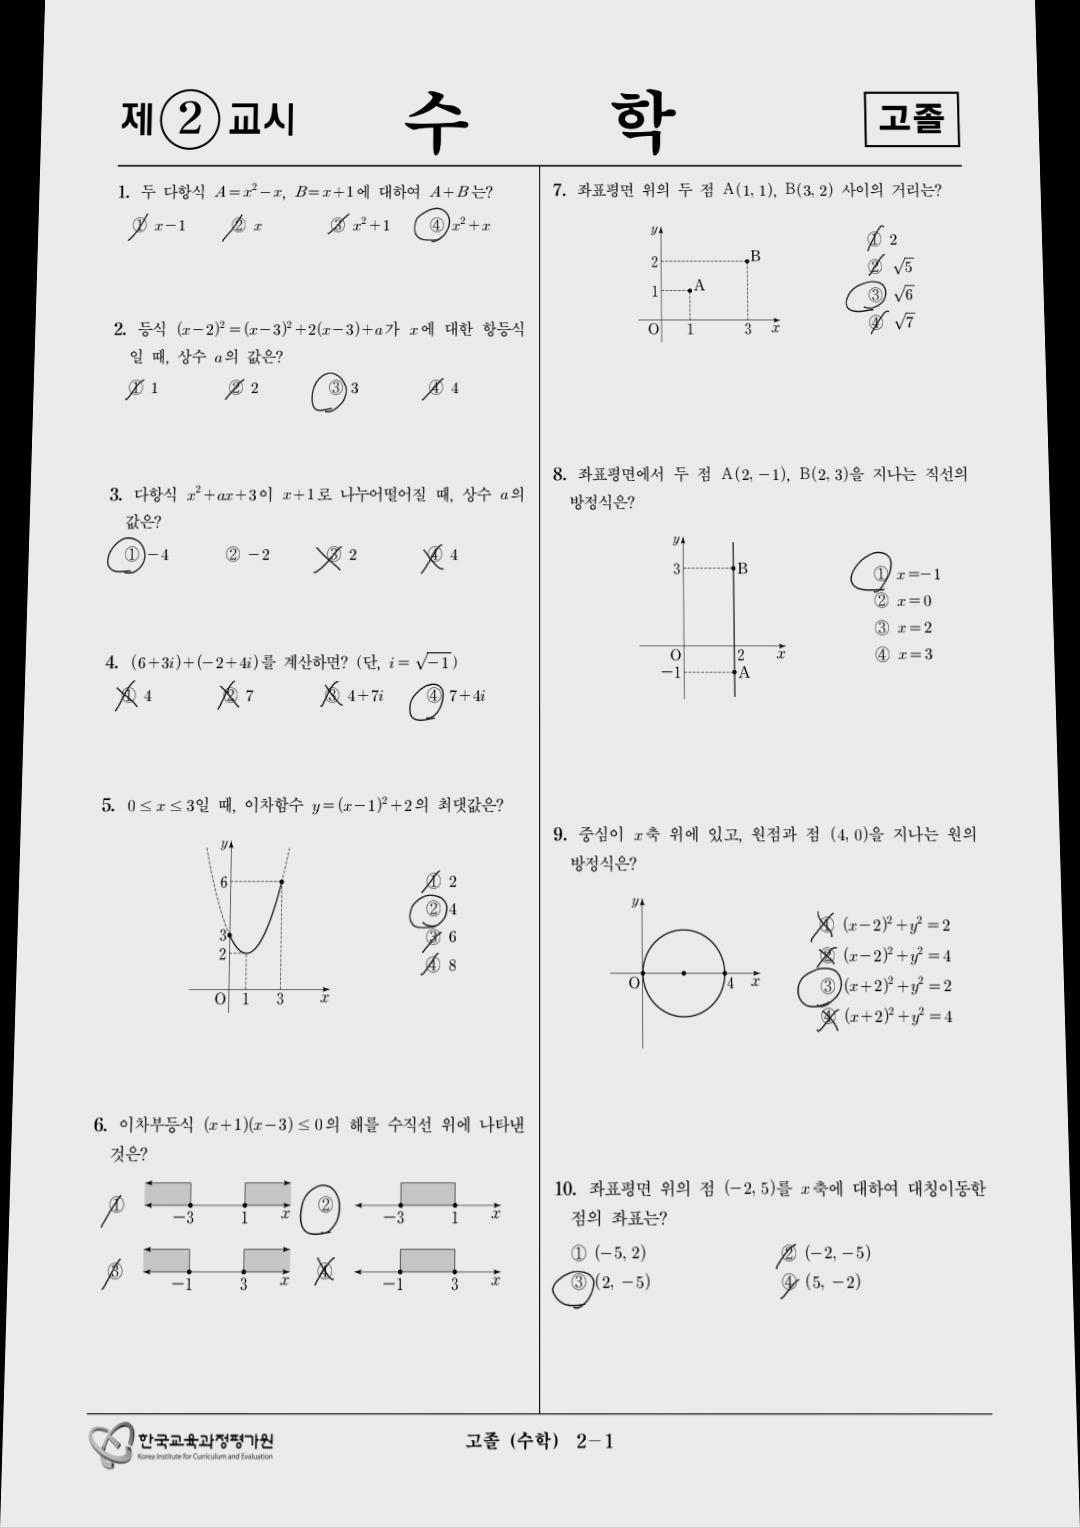 제 2 교시 수 학 고졸
1. 두 다항식 A=x²-x, B=x+1에 대하여 A+B는?
① x-1 ② x ③ x²+1 ④ x²+x
2. 등식 (x-2)²=(x-3)²+2(x-3)+a가 x에 대한 항등식
일 때, 상수 a의 값은?
① 1 ② 2 ③ 3 ④ 4
3. 다항식 x²+ax+3이 x+1로 나누어떨어질 때, 상수 a의
값은?
① -4 ② -2 ③ 2 ④ 4
4. (6+3i)+(-2+4i)를 계산하면? (단, i=√-1)
① 4 ② 7 ③ 4+7i ④ 7+4i
5. 0≤x≤3일 때, 이차함수 y=(x-1)²+2의 최댓값은?
y
6
3
2
O 1 3 x
① 2
② 4
③ 6
④ 8
6. 이차부등식 (x+1)(x-3)≤0의 해를 수직선 위에 나타낸
것은?
① -3 1 x ② -3 1 x
③ -1 3 x ④ -1 3 x
7. 좌표평면 위의 두 점 A(1, 1), B(3, 2) 사이의 거리는?
y
2 B
1 A
O 1 3 x
① 2
② √5
③ √6
④ √7
8. 좌표평면에서 두 점 A(2, -1), B(2, 3)을 지나는 직선의
방정식은?
y
3 B
O 2 x
-1 A
① x=-1
② x=0
③ x=2
④ x=3
9. 중심이 x축 위에 있고, 원점과 점 (4, 0)을 지나는 원의
방정식은?
y
O 4 x
① (x-2)²+y²=2
② (x-2)²+y²=4
③ (x+2)²+y²=2
④ (x+2)²+y²=4
10. 좌표평면 위의 점 (-2, 5)를 x축에 대하여 대칭이동한
점의 좌표는?
① (-5, 2) ② (-2, -5)
③ (2, -5) ④ (5, -2)
한국교육과정평가원
Korea Institute for Curriculum and Evaluation
고졸 (수학) 2-1